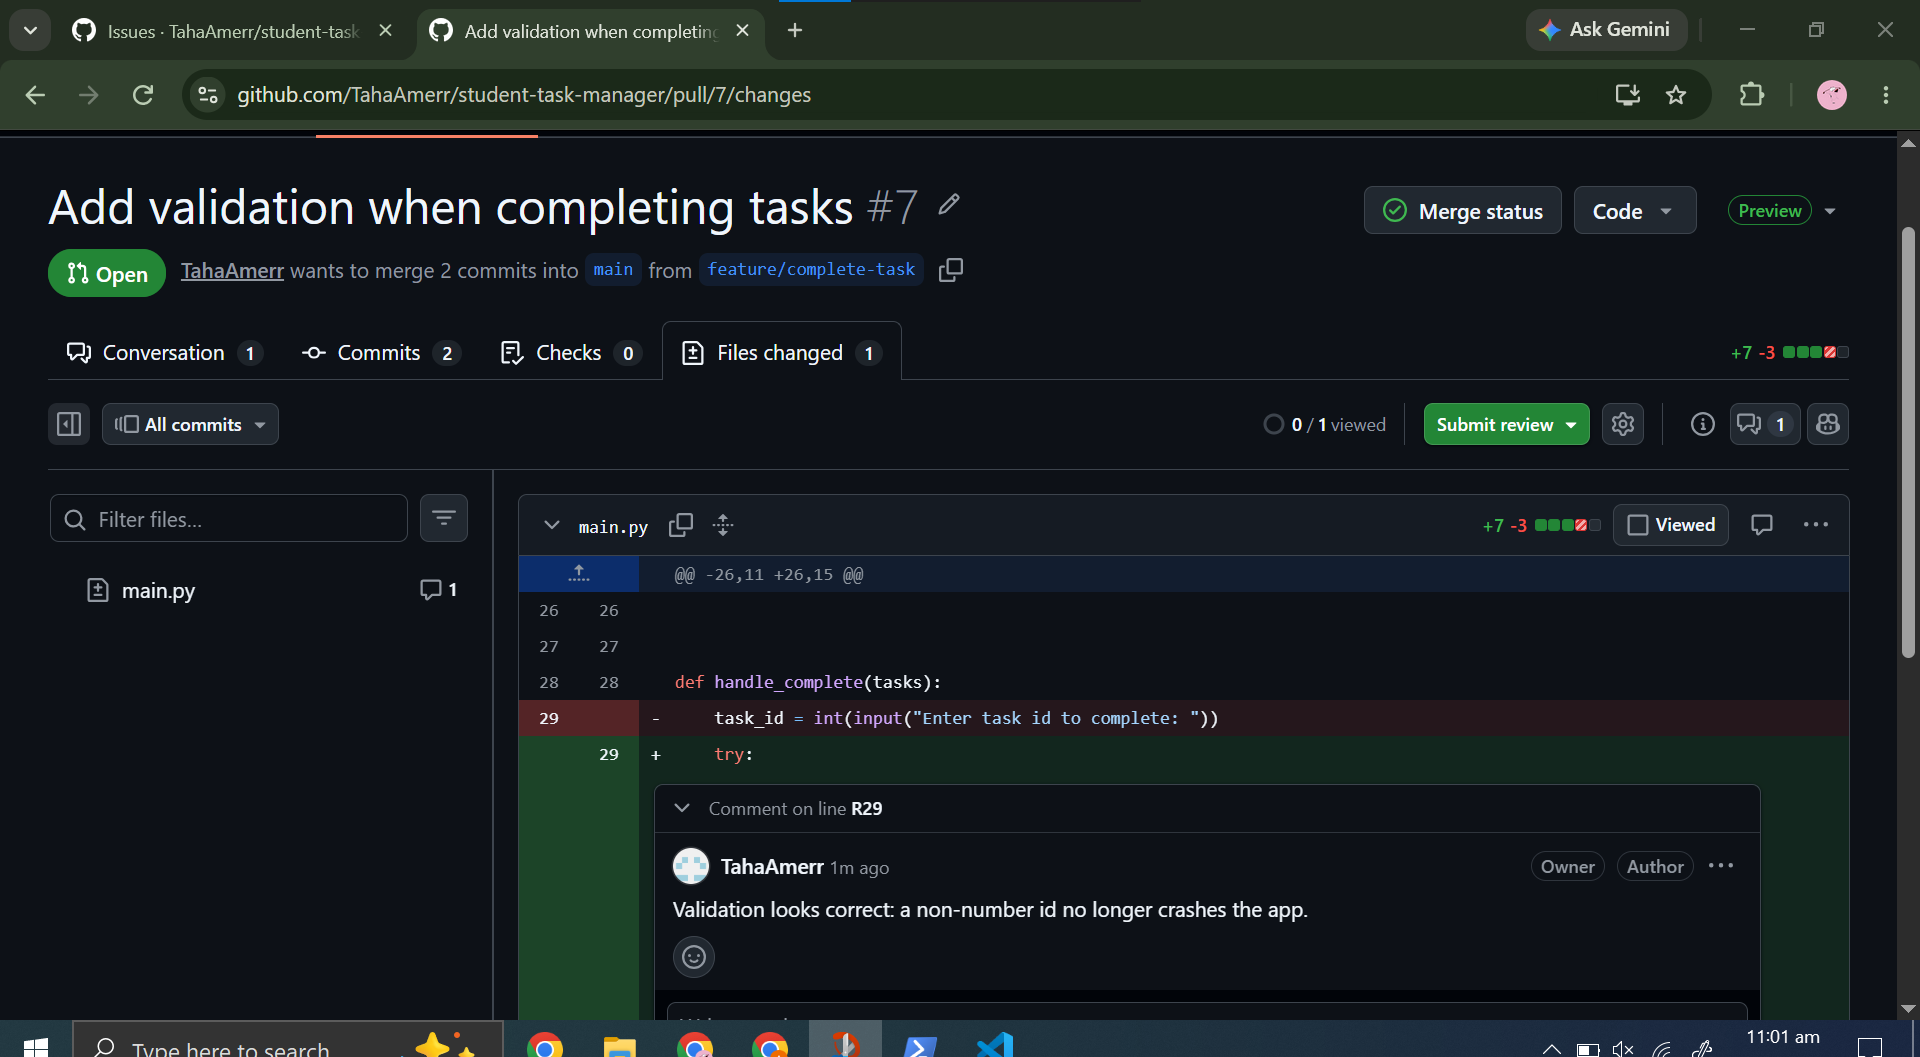 Issues · TahaAmerr/student-task
Add validation when completing
Ask Gemini
github.com/TahaAmerr/student-task-manager/pull/7/changes
Add validation when completing tasks #7
Merge status
Code
Preview
Open
TahaAmerr wants to merge 2 commits into main from feature/complete-task
Conversation 1
Commits 2
Checks 0
Files changed 1
+7 -3
All commits
0 / 1 viewed
Submit review
1
Filter files...
main.py 1
main.py
+7 -3
Viewed
@@ -26,11 +26,15 @@
26 26
27 27
28 28 def handle_complete(tasks):
29 - task_id = int(input("Enter task id to complete: "))
29 + try:
Comment on line R29
TahaAmerr 1m ago
Owner
Author
Validation looks correct: a non-number id no longer crashes the app.
Type here to search
11:01 am